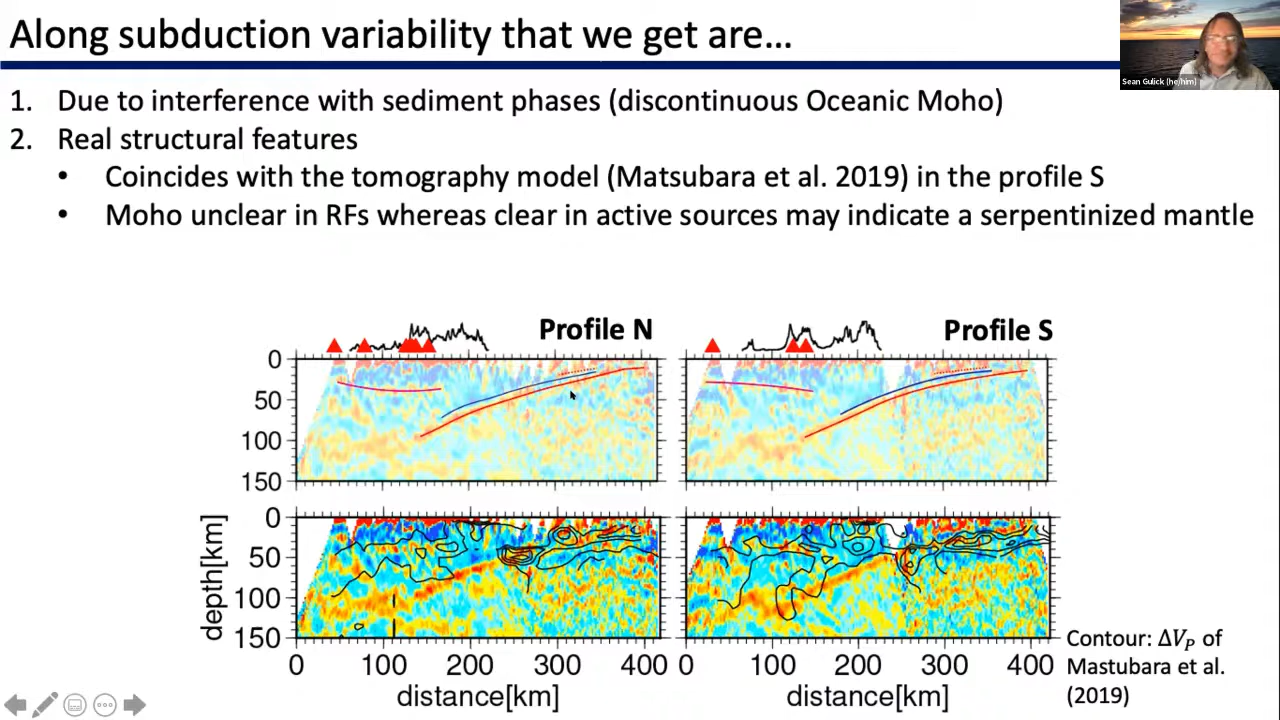 Along subduction variability that we get are...
Sean Gulick (he/him)
1. Due to interference with sediment phases (discontinuous Oceanic Moho)
2. Real structural features
• Coincides with the tomography model (Matsubara et al. 2019) in the profile S
• Moho unclear in RFs whereas clear in active sources may indicate a serpentinized mantle
Profile N
Profile S
0
50
100
150
depth[km]
0
50
100
150
0 100 200 300 400
0 100 200 300 400
distance[km]
distance[km]
Contour: ΔV_P of
Mastubara et al.
(2019)